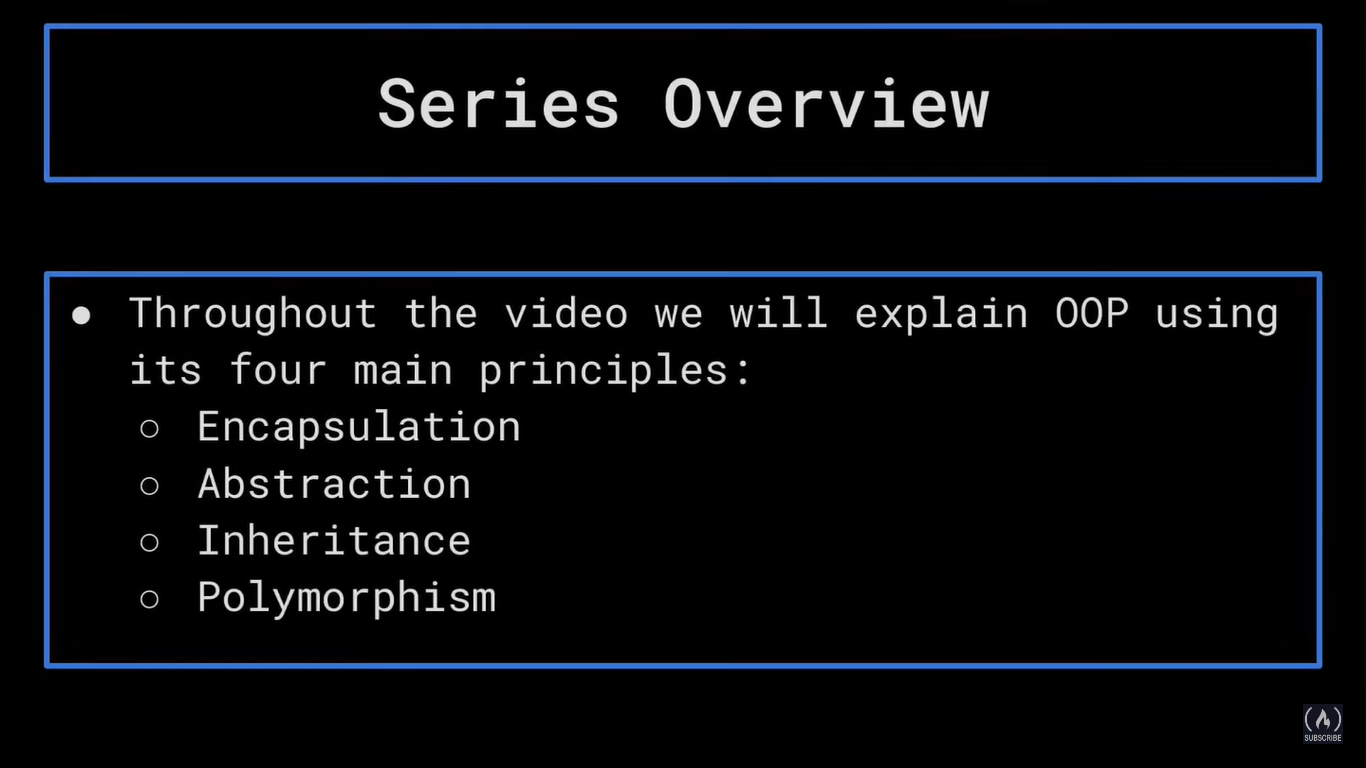 Series Overview
● Throughout the video we will explain OOP using
its four main principles:
○ Encapsulation
○ Abstraction
○ Inheritance
○ Polymorphism
SUBSCRIBE